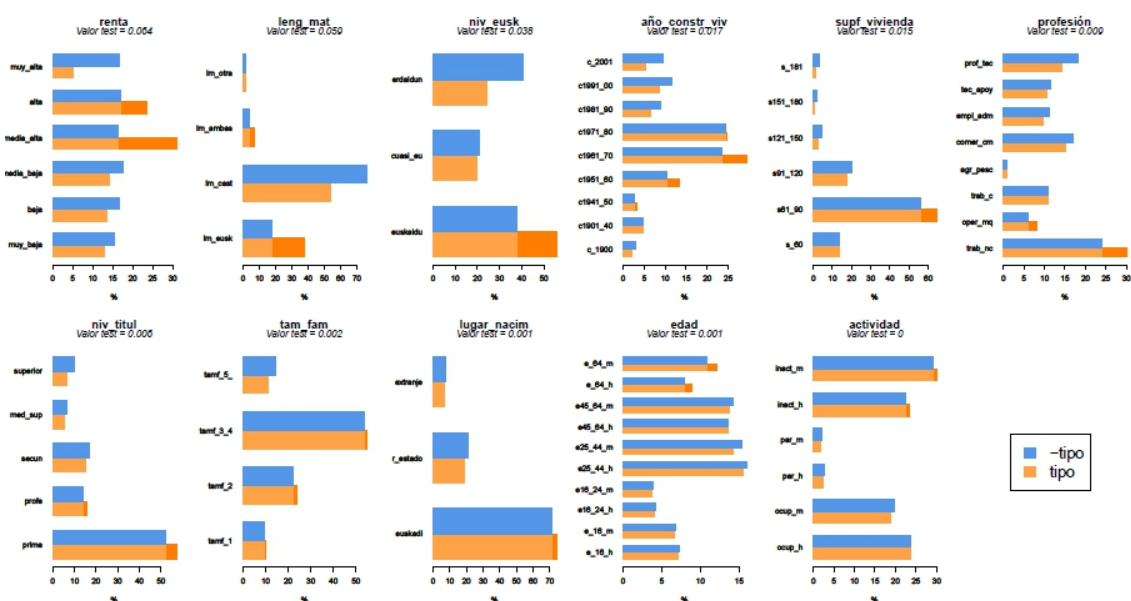 renta
Valor test = 0.064
muy_alta
alta
media_alta
media_baja
baja
muy_baja
0 5 10 15 20 25 30
%
leng_mat
Valor test = 0.059
lm_otra
lm_ambas
lm_cast
lm_eusk
0 10 20 30 40 50 60 70
%
niv_eusk
Valor test = 0.038
erdaldun
cuasi_eu
euskaldu
0 10 20 30 40 50
%
año_constr_viv
Valor test = 0.017
c_2001
c1991_00
c1981_90
c1971_80
c1961_70
c1951_60
c1941_50
c1901_40
c_1900
0 5 10 15 20 25
%
supf_vivienda
Valor test = 0.015
s_181
s151_180
s121_150
s91_120
s61_90
s_60
0 10 20 30 40 50 60
%
profesión
Valor test = 0.009
prof_tec
tec_apoy
empl_adm
comer_cm
agr_pesc
trab_c
oper_mq
trab_nc
0 5 10 15 20 25 30
%
niv_titul
Valor test = 0.006
superior
med_sup
secun
profe
prima
0 10 20 30 40 50
%
tam_fam
Valor test = 0.002
tamf_5_
tamf_3_4
tamf_2
tamf_1
0 10 20 30 40 50
%
lugar_nacim
Valor test = 0.001
extranje
r_estado
euskadi
0 10 20 30 40 50 60 70
%
edad
Valor test = 0.001
e_64_m
e_64_h
e45_64_m
e45_64_h
e25_44_m
e25_44_h
e16_24_m
e16_24_h
e_16_m
e_16_h
0 5 10 15
%
actividad
Valor test = 0
inact_m
inact_h
par_m
par_h
ocup_m
ocup_h
0 5 10 15 20 25 30
%
−tipo
tipo